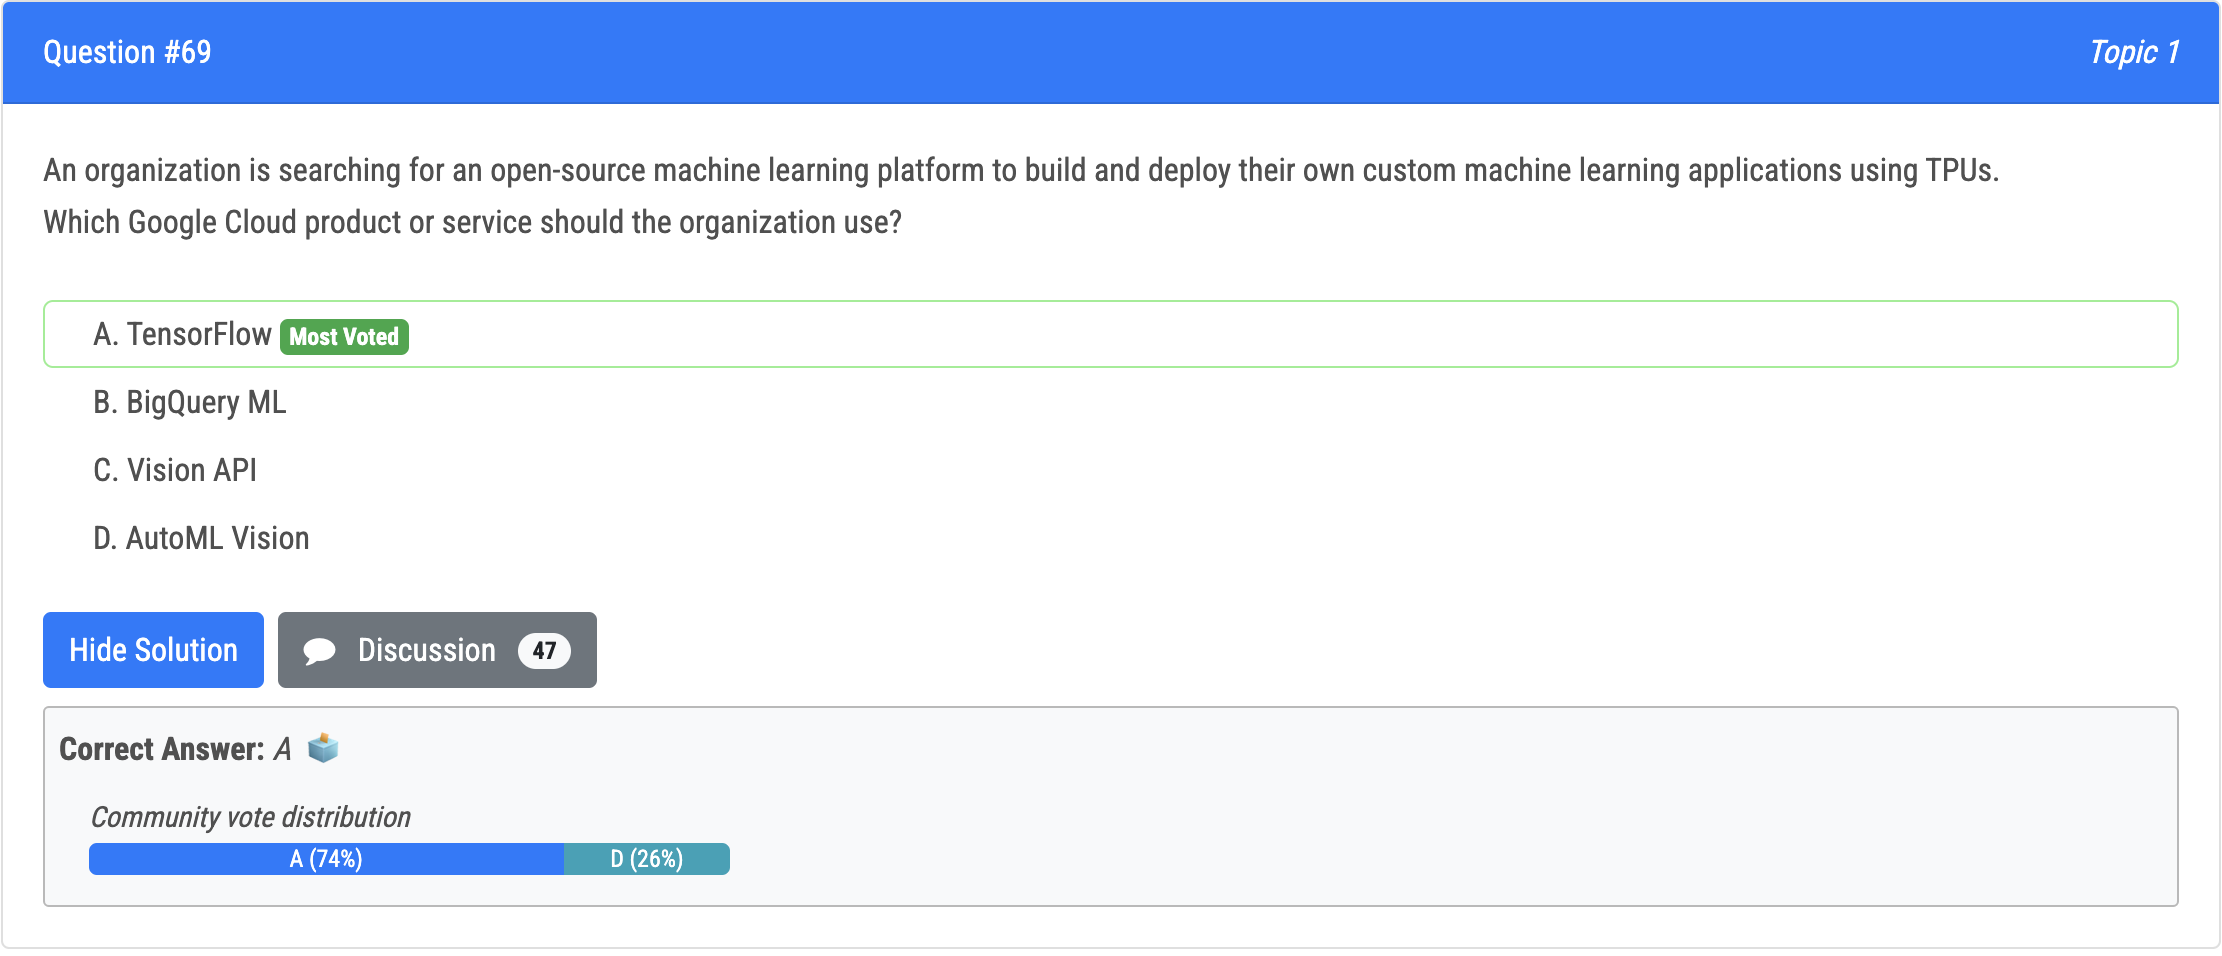 Question #69
Topic 1
An organization is searching for an open-source machine learning platform to build and deploy their own custom machine learning applications using TPUs.
Which Google Cloud product or service should the organization use?
A. TensorFlow Most Voted
B. BigQuery ML
C. Vision API
D. AutoML Vision
Hide Solution
Discussion 47
Correct Answer: A
Community vote distribution
A (74%) D (26%)